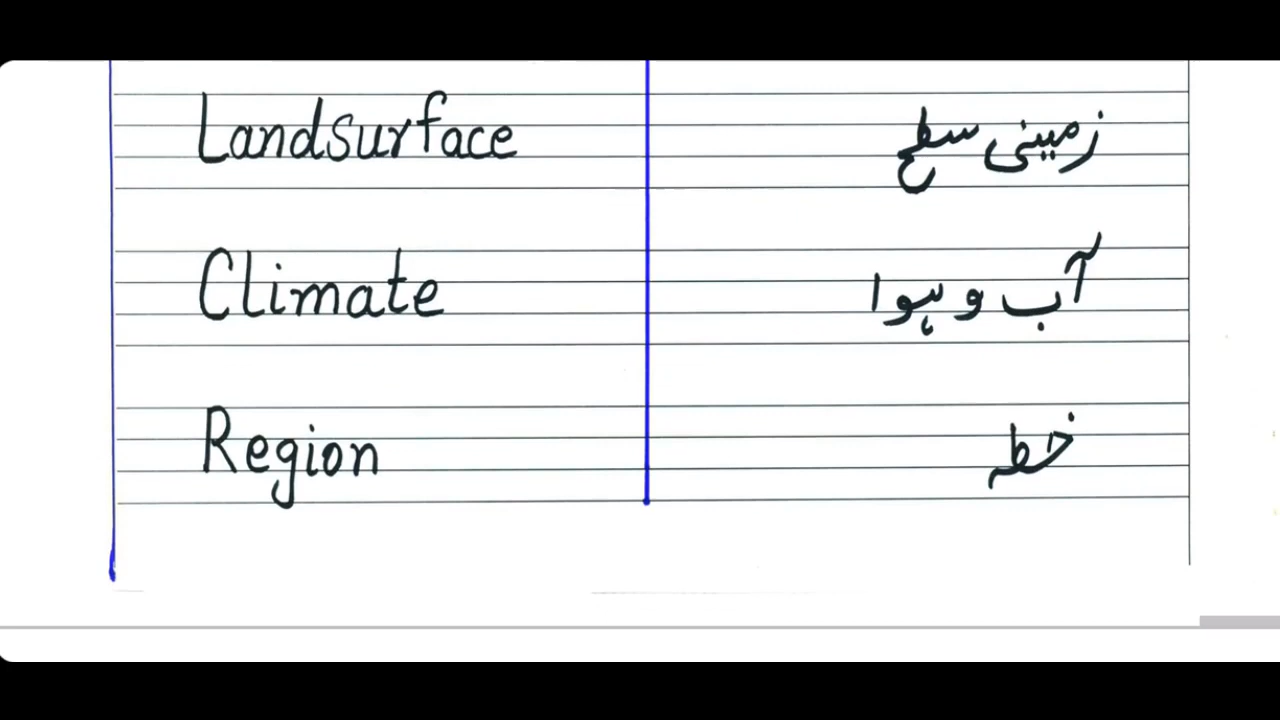 Landsurface زمینی سطح
Climate آب و ہوا
Region خطہ